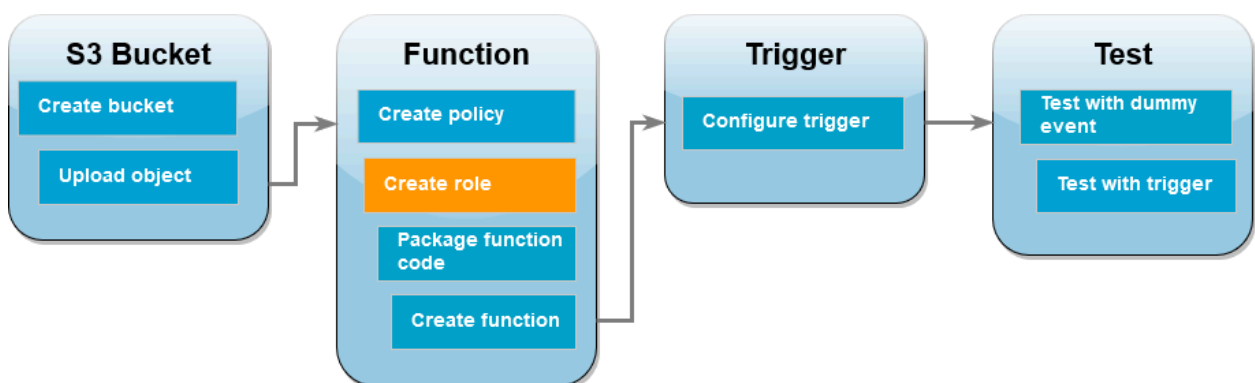 S3 Bucket
Create bucket
Upload object
Function
Create policy
Create role
Package function
code
Create function
Trigger
Configure trigger
Test
Test with dummy
event
Test with trigger